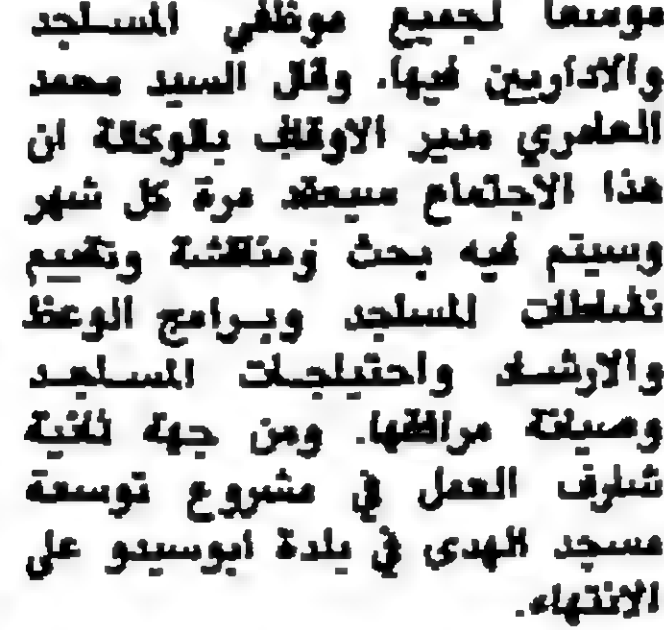 موسعا لجميع موظفي المساجد
والاداريين فيها. وقال السيد محمد
العامري مدير الاوقاف بالوكالة ان
هذا الاجتماع سيعقد مرة كل شهر
وسيتم فيه بحث ومناقشة وتقييم
نشاطات المساجد وبرامج الوعظ
والارشاد واحتياجات المساجد
وصيانة مرافقها. ومن جهة ثانية
شارف العمل في مشروع توسعة
مسجد الهدى في بلدة ابوسيدو على
الانتهاء.